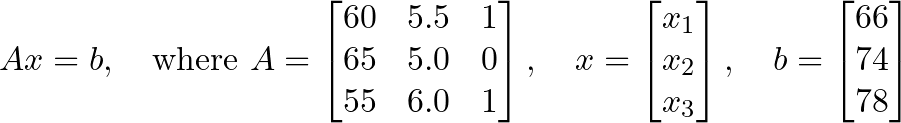 Ax = b, where A = [60 5.5 1; 65 5.0 0; 55 6.0 1], x = [x₁; x₂; x₃], b = [66; 74; 78]